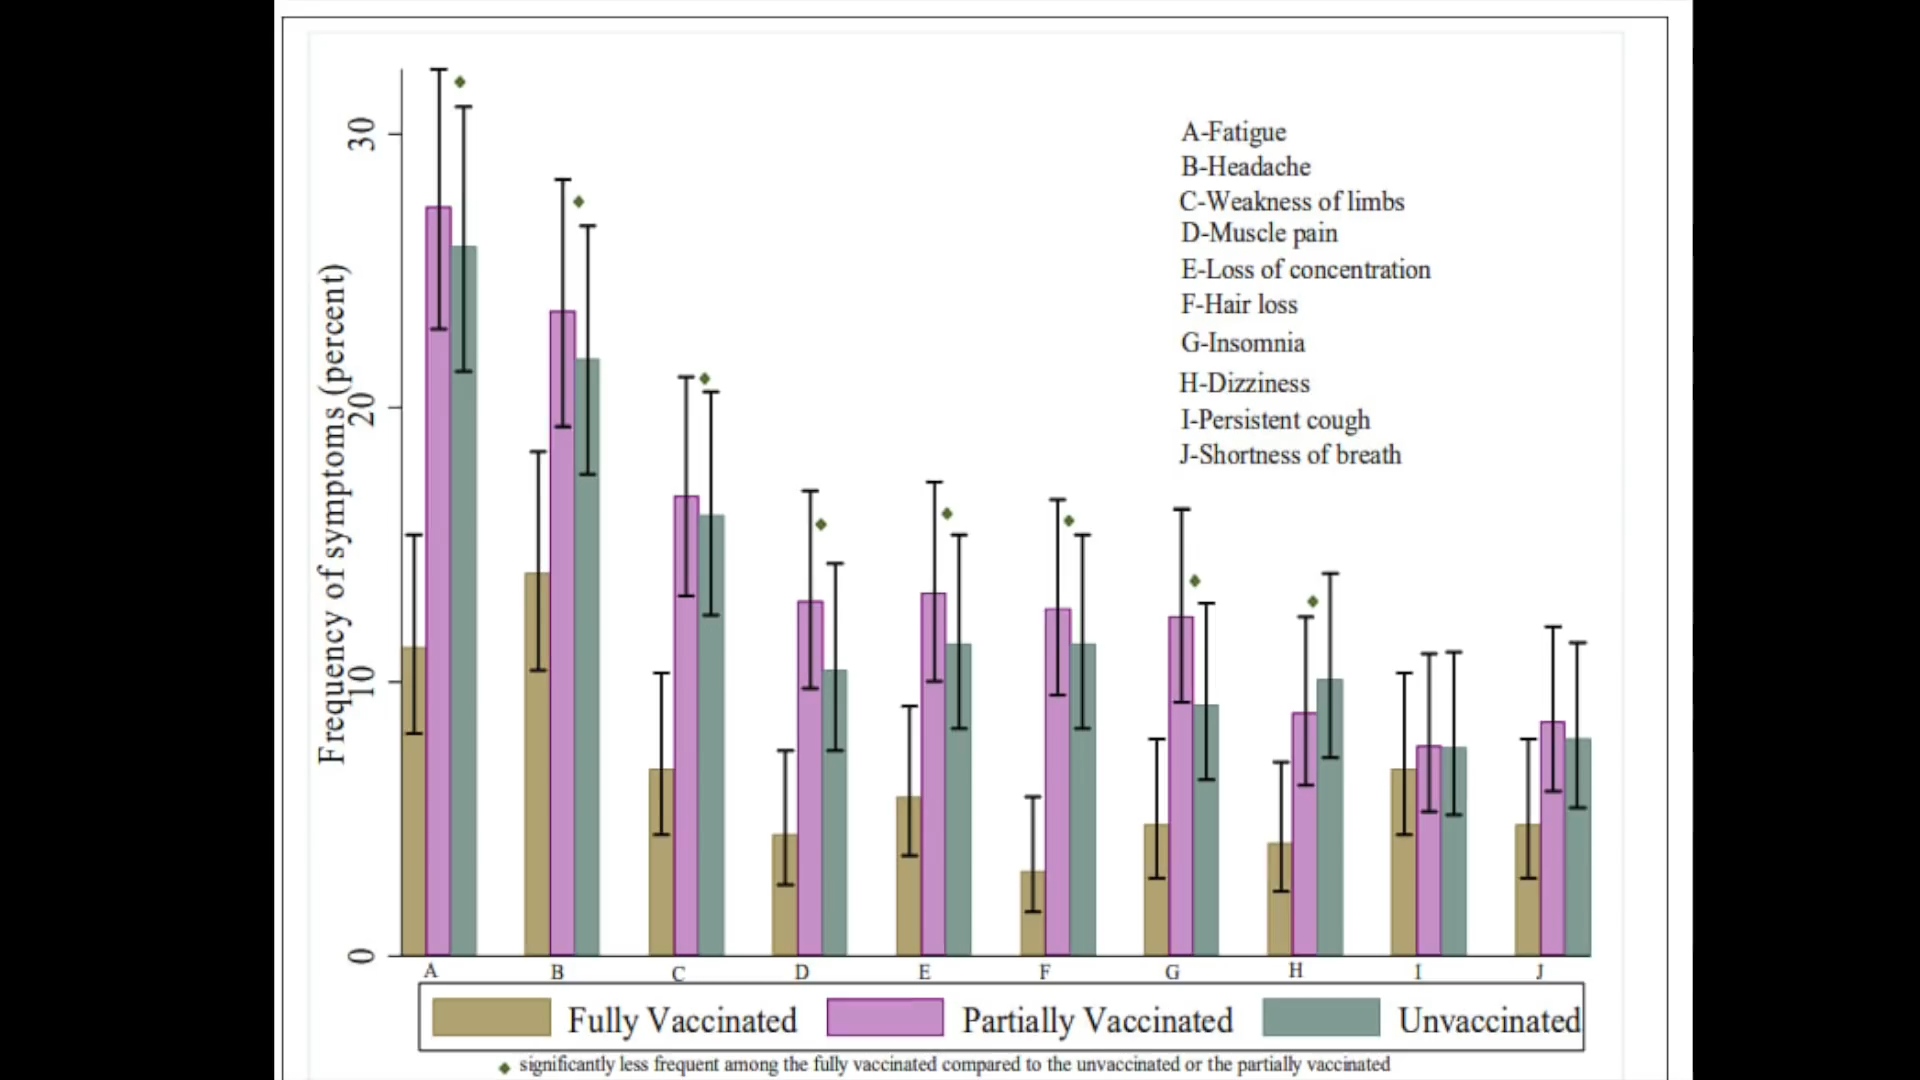 Frequency of symptoms (percent)
30
20
10
0
A-Fatigue
B-Headache
C-Weakness of limbs
D-Muscle pain
E-Loss of concentration
F-Hair loss
G-Insomnia
H-Dizziness
I-Persistent cough
J-Shortness of breath
A B C D E F G H I J
Fully Vaccinated Partially Vaccinated Unvaccinated
significantly less frequent among the fully vaccinated compared to the unvaccinated or the partially vaccinated